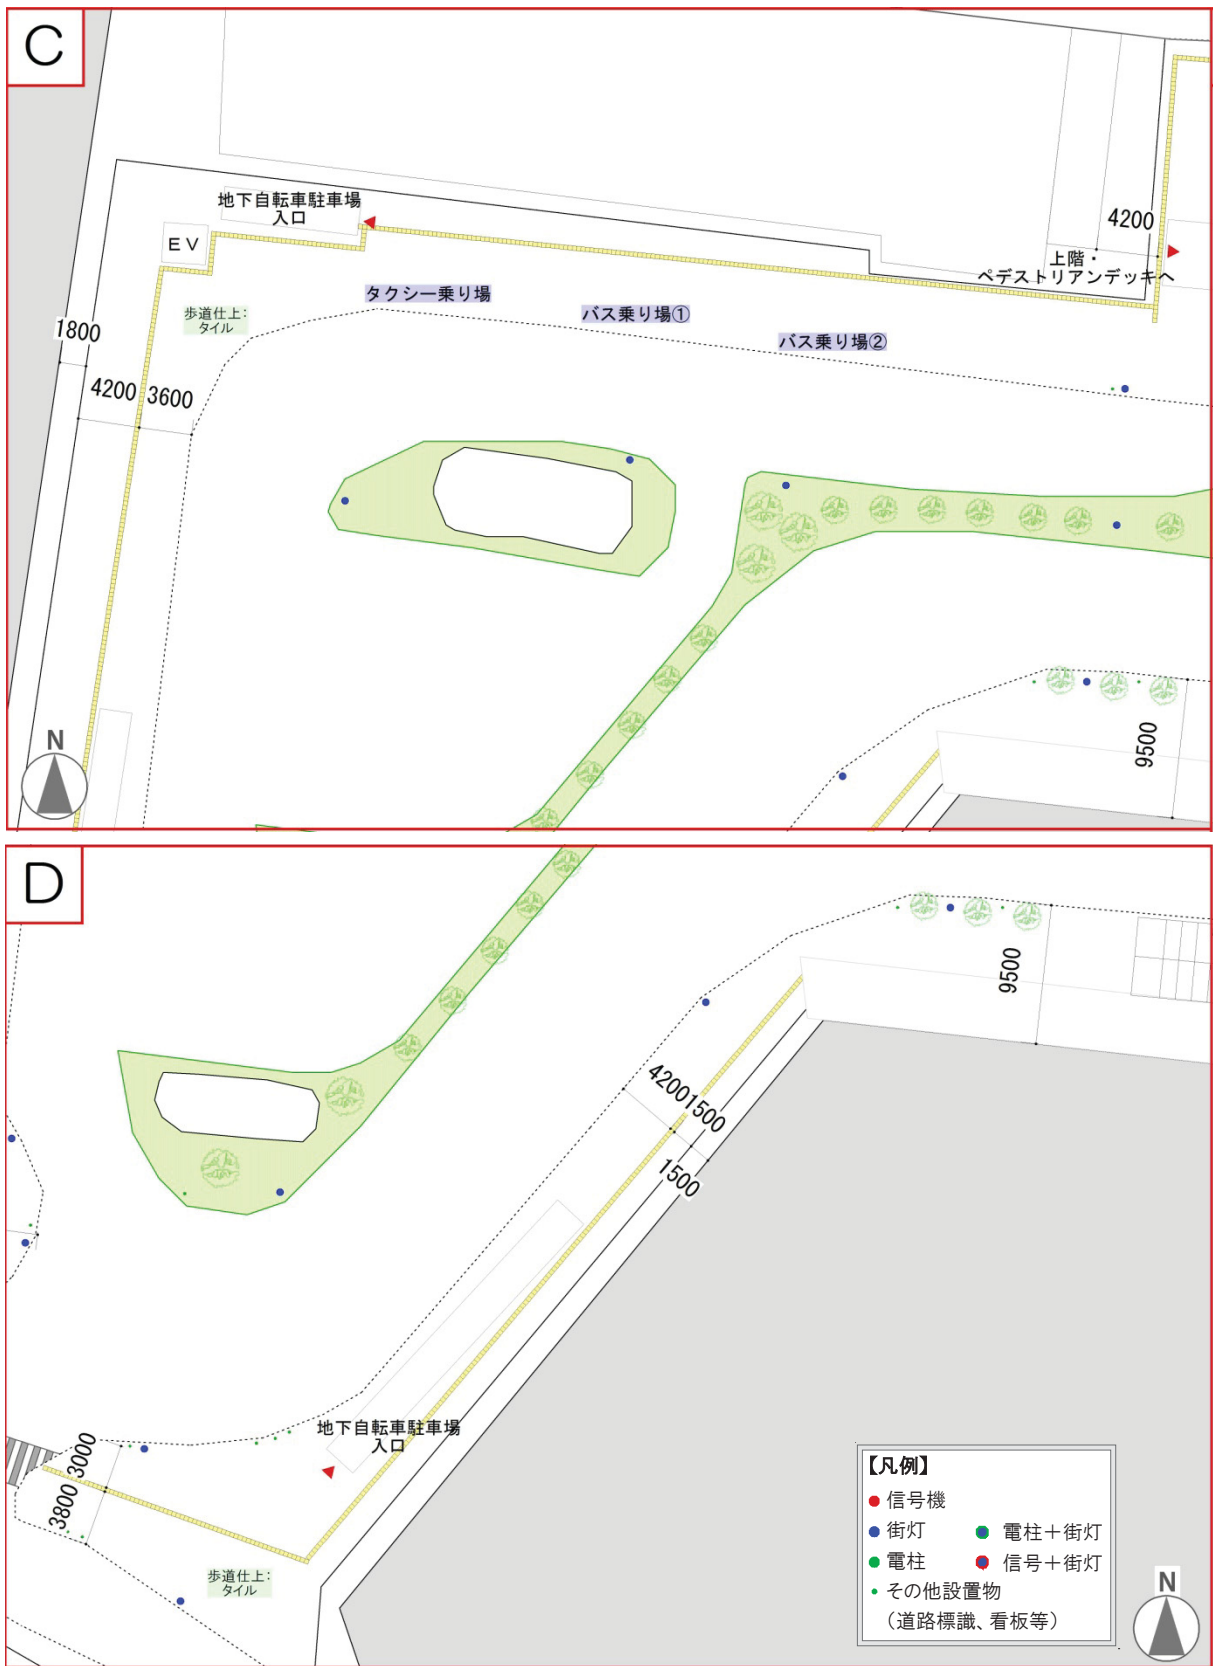 C
地下自転車駐車場
入口
EV
4200
上階・
ペデストリアンデッキへ
タクシー乗り場
バス乗り場①
歩道仕上：
タイル
1800
バス乗り場②
4200
3600
9500
N
D
9500
4200
1500
1500
地下自転車駐車場
入口
3000
3800
歩道仕上：
タイル
【凡例】
信号機
街灯
電柱＋街灯
電柱
信号＋街灯
その他設置物
（道路標識、看板等）
N